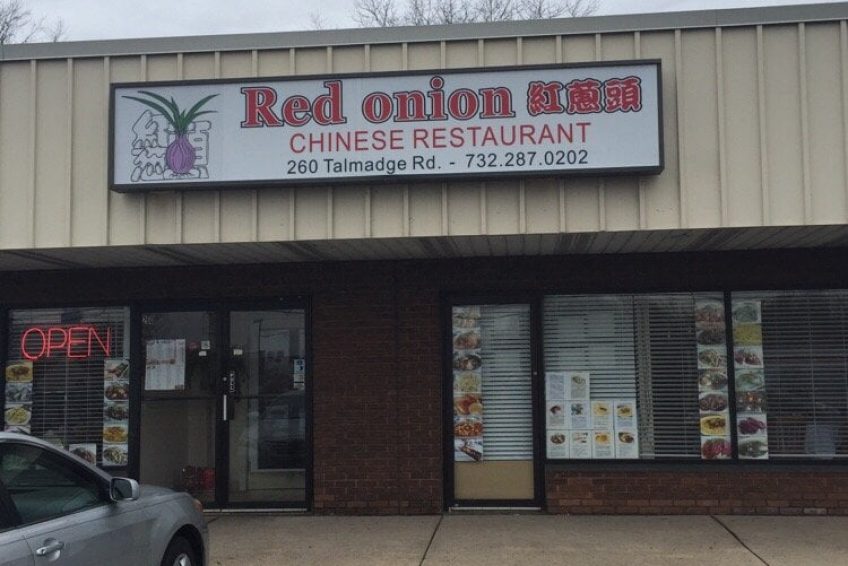 Red onion 紅蔥頭
CHINESE RESTAURANT
260 Talmadge Rd. - 732.287.0202
OPEN